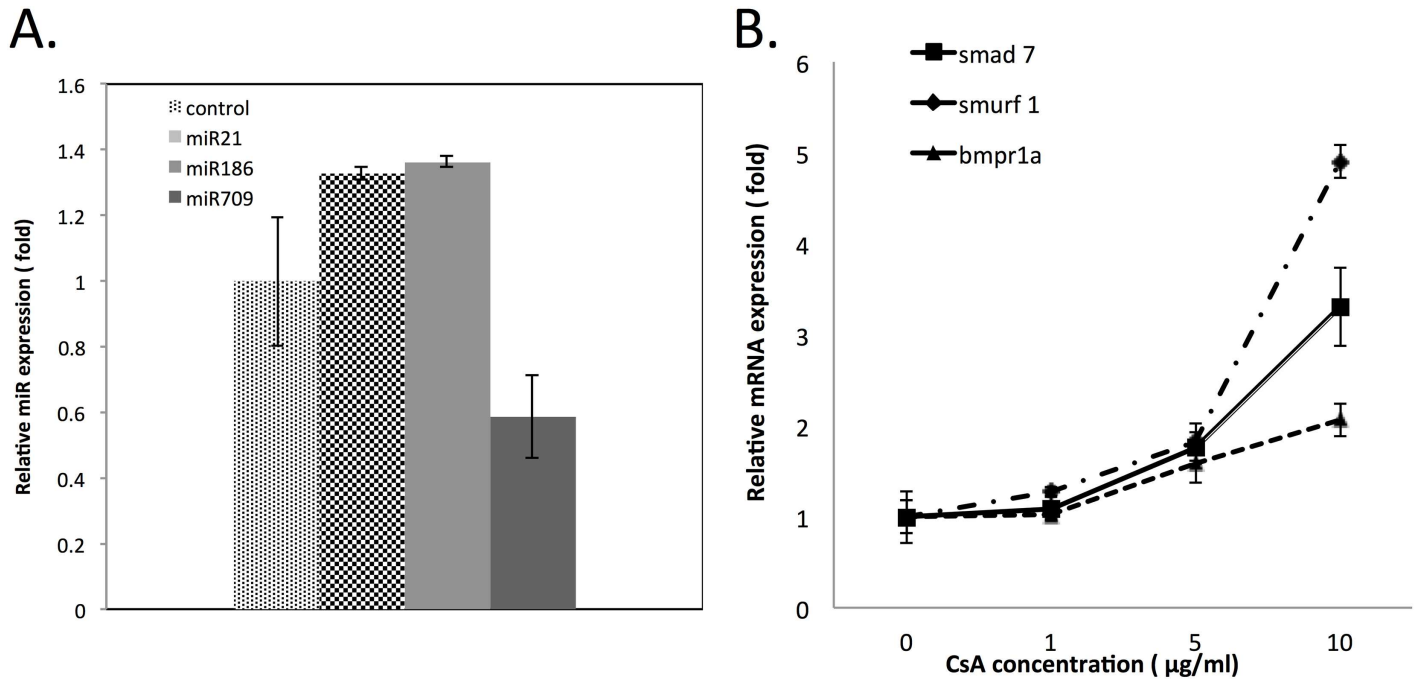 A.
Relative miR expression ( fold)
1.6
1.4
1.2
1
0.8
0.6
0.4
0.2
0
control
miR21
miR186
miR709
B.
Relative mRNA expression ( fold)
6
5
4
3
2
1
0
smad 7
smurf 1
bmpr1a
0 1 5 10
CsA concentration ( µg/ml)